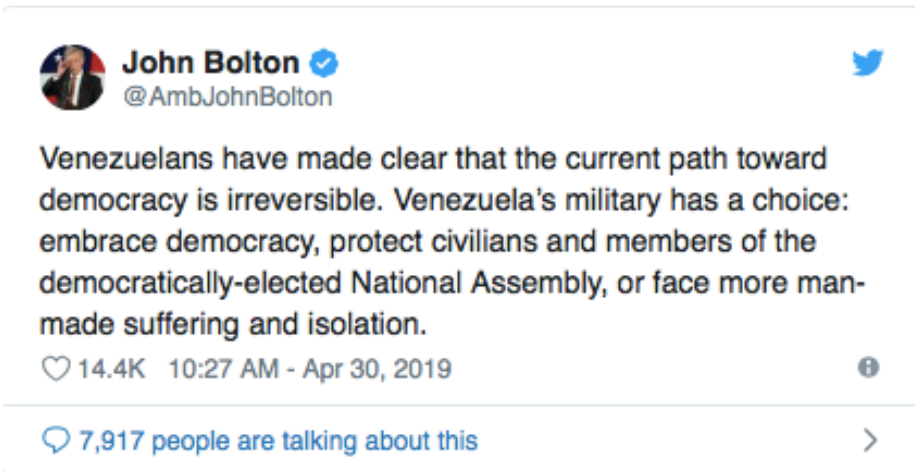 John Bolton
@AmbJohnBolton
Venezuelans have made clear that the current path toward
democracy is irreversible. Venezuela's military has a choice:
embrace democracy, protect civilians and members of the
democratically-elected National Assembly, or face more man-
made suffering and isolation.
14.4K 10:27 AM - Apr 30, 2019
7,917 people are talking about this